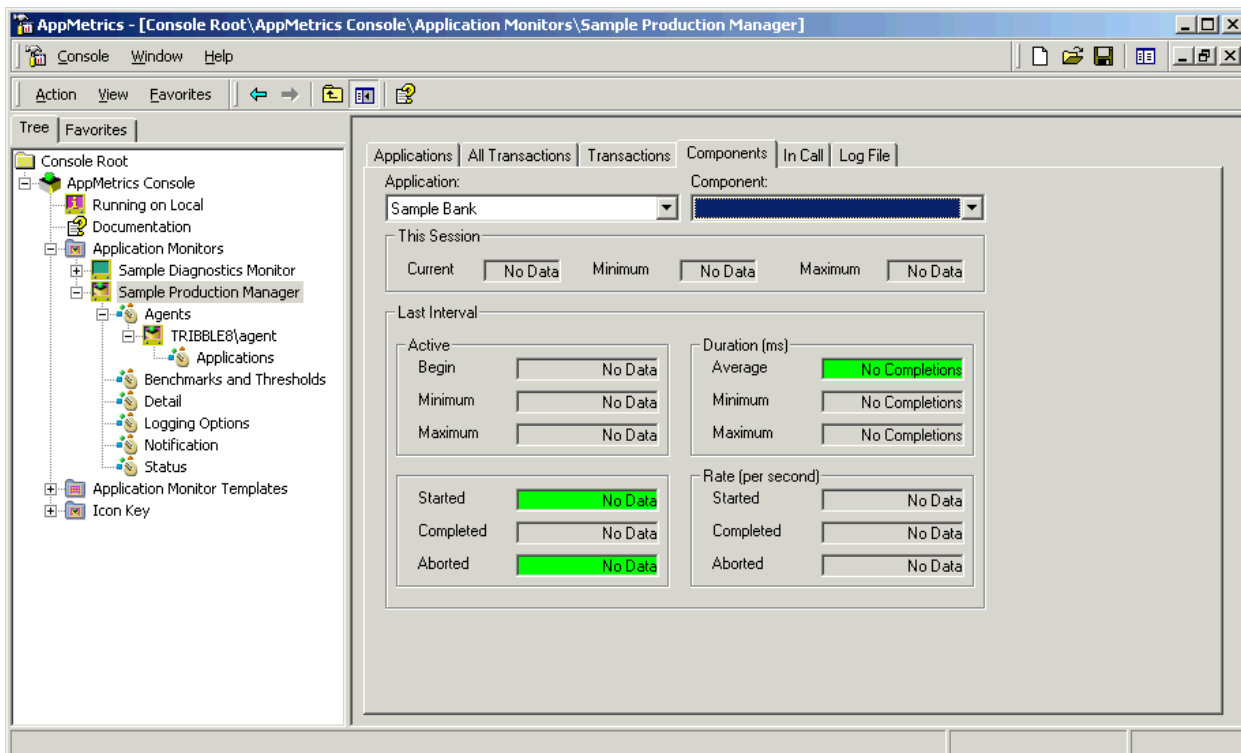 AppMetrics - [Console Root\AppMetrics Console\Application Monitors\Sample Production Manager]
Console Window Help
Action View Favorites
Tree Favorites
Console Root
AppMetrics Console
Running on Local
Documentation
Application Monitors
Sample Diagnostics Monitor
Sample Production Manager
Agents
TRIBBLE8\agent
Applications
Benchmarks and Thresholds
Detail
Logging Options
Notification
Status
Application Monitor Templates
Icon Key
Applications All Transactions Transactions Components In Call Log File
Application: Component:
Sample Bank
This Session
Current No Data Minimum No Data Maximum No Data
Last Interval
Active
Begin No Data
Minimum No Data
Maximum No Data
Duration (ms)
Average No Completions
Minimum No Completions
Maximum No Completions
Started No Data
Completed No Data
Aborted No Data
Rate (per second)
Started No Data
Completed No Data
Aborted No Data